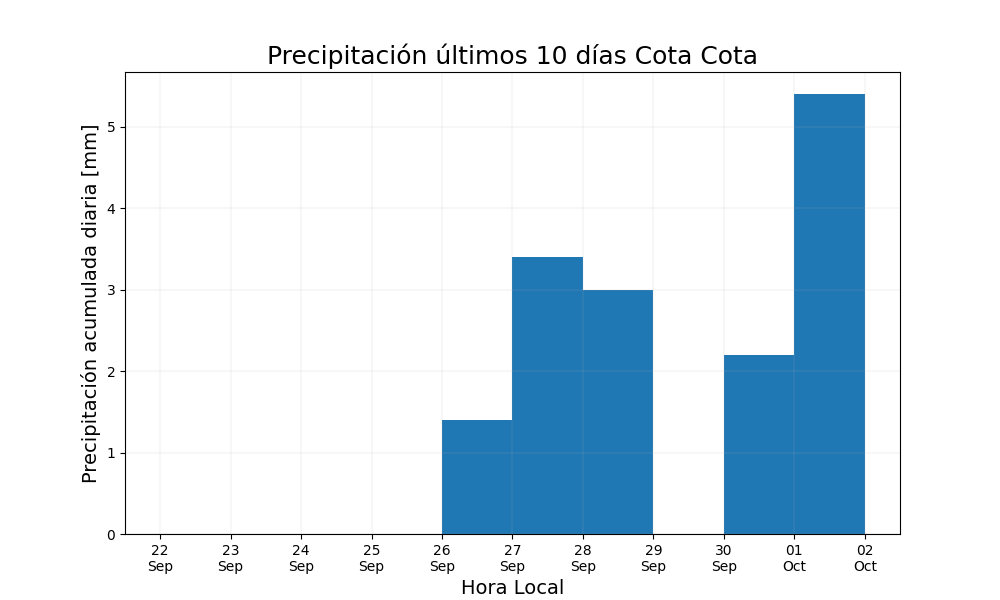 Precipitación últimos 10 días Cota Cota
Precipitación acumulada diaria [mm]
5
4
3
2
1
0
22 23 24 25 26 27 28 29 30 01 02
Sep Sep Sep Sep Sep Sep Sep Sep Sep Oct Oct
Hora Local